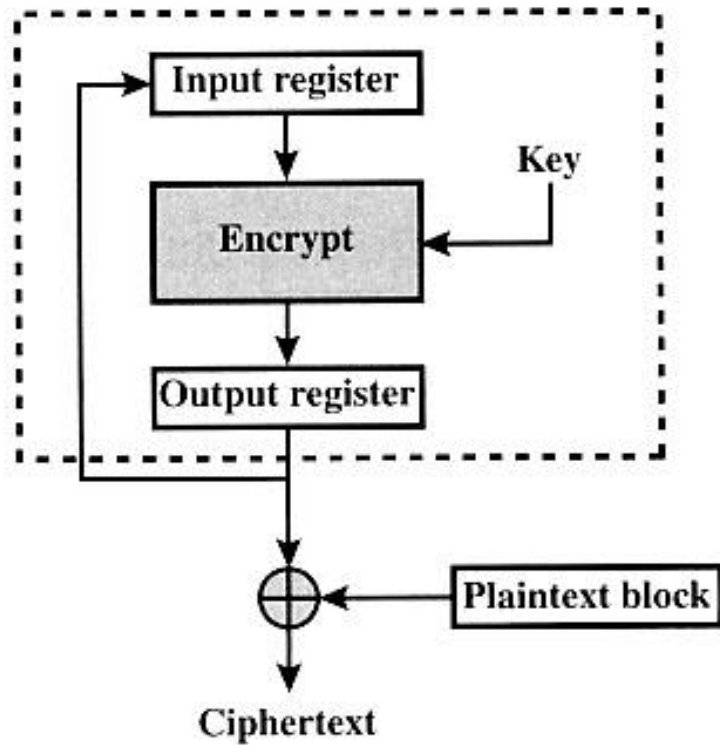 Input register
Key
Encrypt
Output register
Plaintext block
Ciphertext